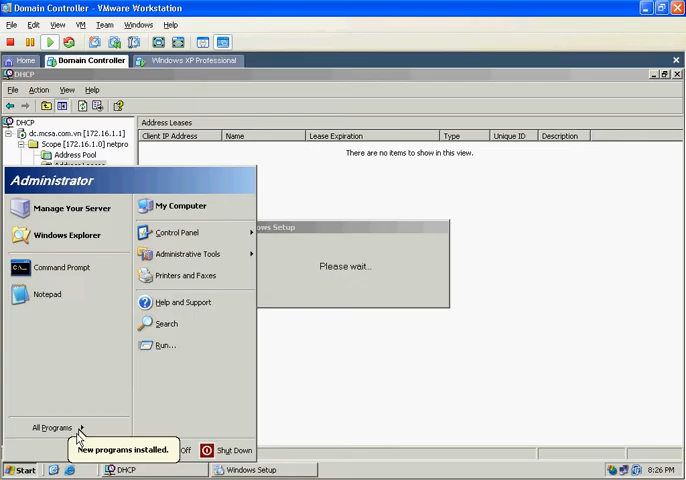 Domain Controller - VMware Workstation
File Edit View VM Team Windows Help
Home Domain Controller Windows XP Professional
DHCP
File Action View Help
DHCP
dc.mcsa.com.vn [172.16.1.1]
Scope [172.16.1.0] netpro
Address Pool
Address Leases
Client IP Address Name Lease Expiration Type Unique ID Description
There are no items to show in this view.
Administrator
Manage Your Server
Windows Explorer
Command Prompt
Notepad
All Programs
My Computer
Control Panel
Administrative Tools
Printers and Faxes
Help and Support
Search
Run...
ows Setup
Please wait...
New programs installed.
Off Shut Down
Start DHCP Windows Setup 8:26 PM